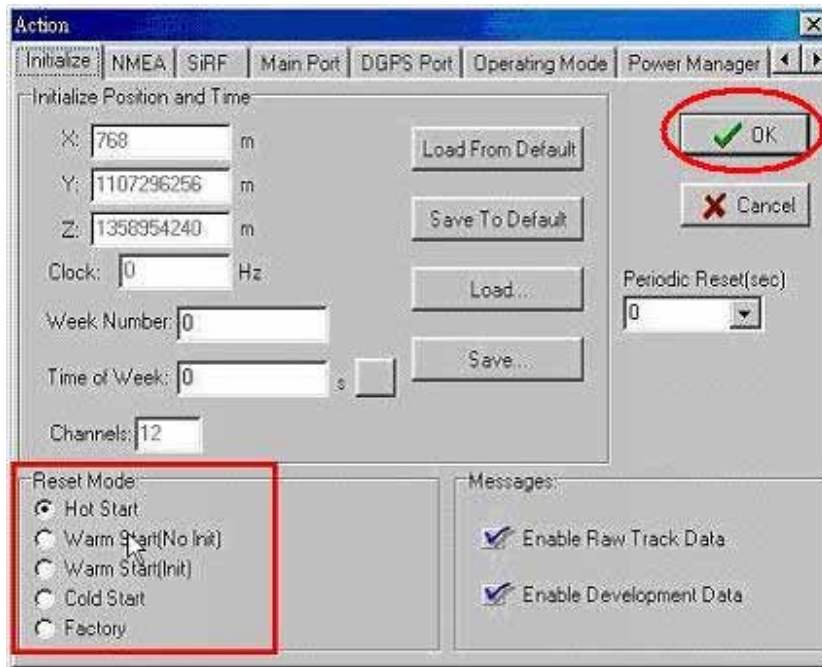 Action
Initialize NMEA SiRF Main Port DGPS Port Operating Mode Power Manager
Initialize Position and Time
X: 768 m
Y: 1107296256 m
Z: 1358954240 m
Clock: 0 Hz
Week Number: 0
Time of Week: 0 s
Channels: 12
Load From Default
Save To Default
Load...
Save...
OK
Cancel
Periodic Reset(sec)
0
Reset Mode:
Hot Start
Warm Start(No Init)
Warm Start(Init)
Cold Start
Factory
Messages:
Enable Raw Track Data
Enable Development Data